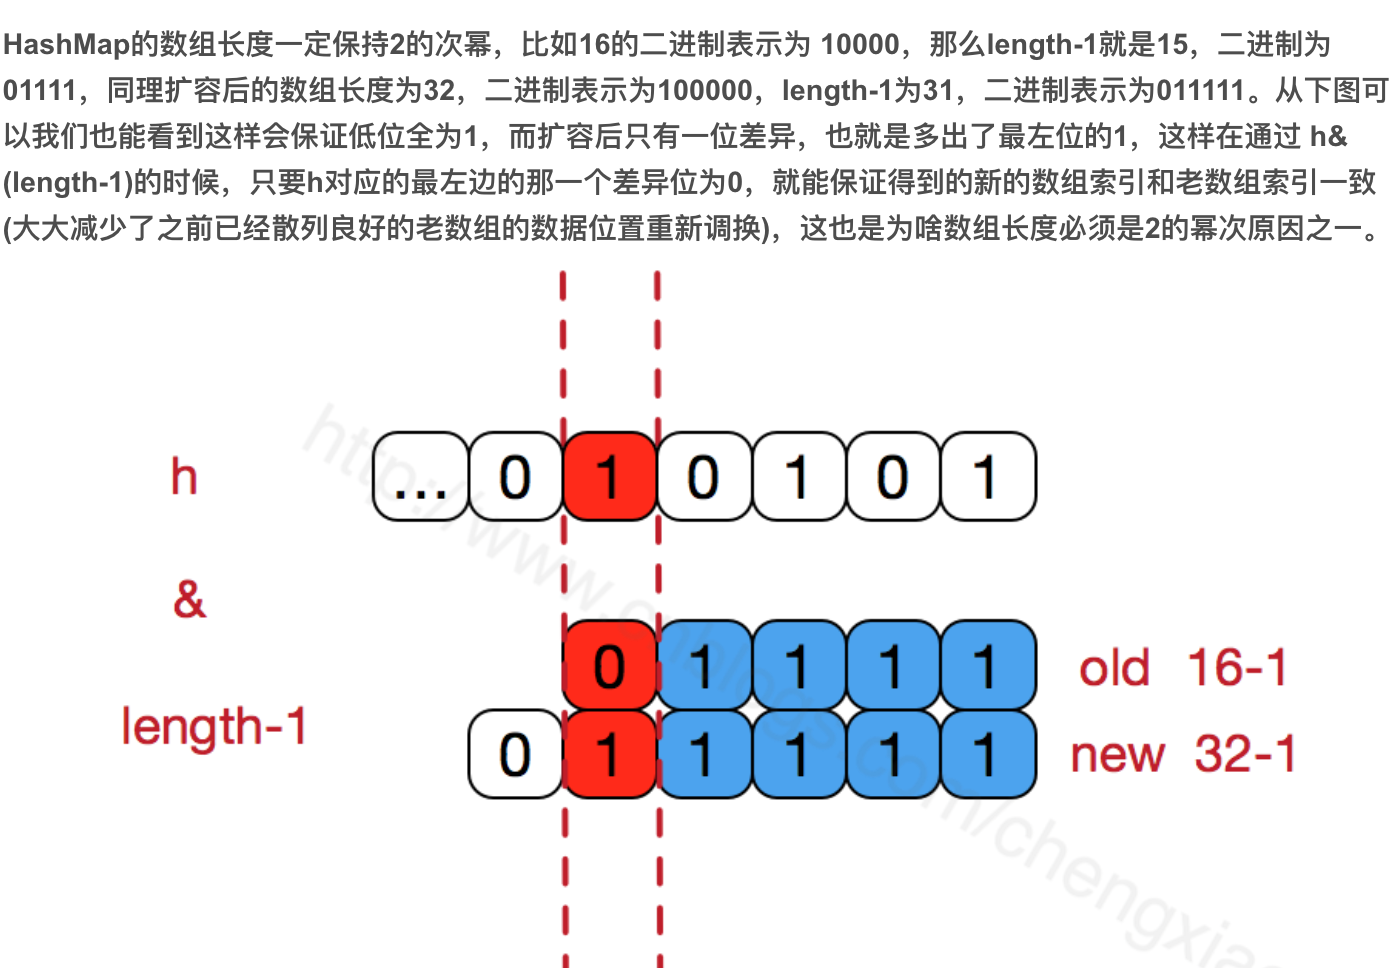 HashMap的数组长度一定保持2的次幂，比如16的二进制表示为 10000，那么length-1就是15，二进制为
01111，同理扩容后的数组长度为32，二进制表示为100000，length-1为31，二进制表示为011111。从下图可
以我们也能看到这样会保证低位全为1，而扩容后只有一位差异，也就是多出了最左位的1，这样在通过 h&
(length-1)的时候，只要h对应的最左边的那一个差异位为0，就能保证得到的新的数组索引和老数组索引一致
(大大减少了之前已经散列良好的老数组的数据位置重新调换)，这也是为啥数组长度必须是2的幂次原因之一。
h ... 0 1 0 1 0 1
&
0 1 1 1 1 old 16-1
length-1
0 1 1 1 1 1 new 32-1
http://www.cnblogs.com/chengxia